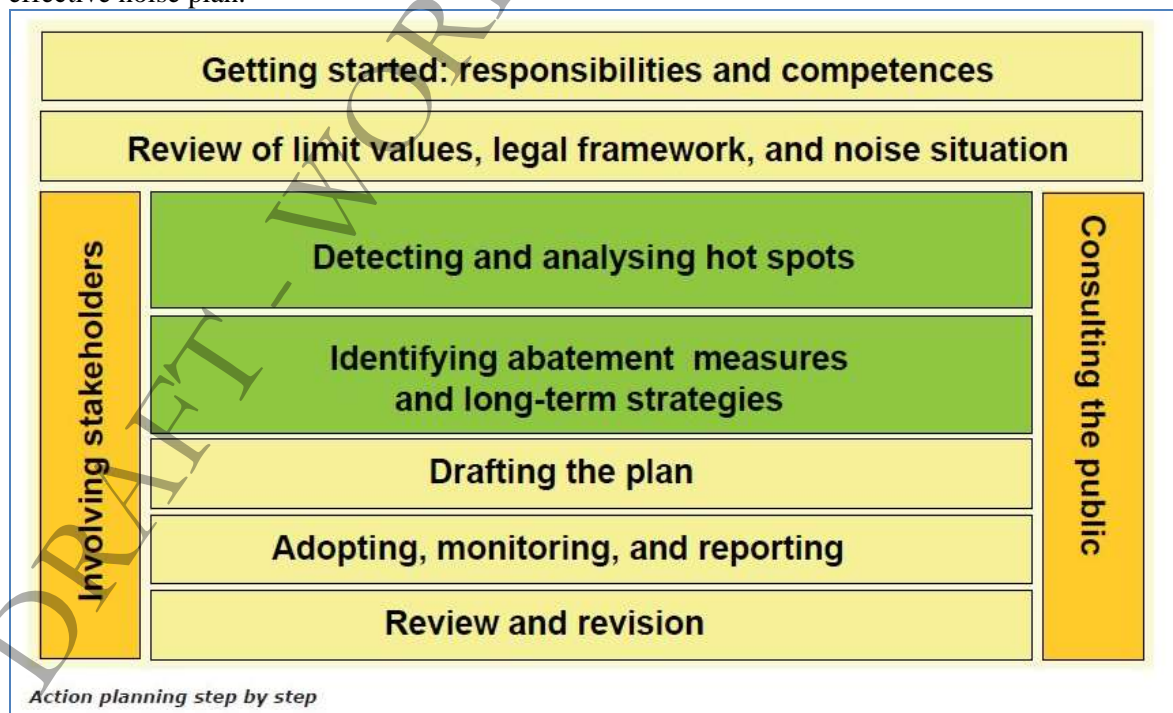 effective noise plan.
Getting started: responsibilities and competences
Review of limit values, legal framework, and noise situation
Involving stakeholders
Detecting and analysing hot spots
Identifying abatement measures
and long-term strategies
Drafting the plan
Adopting, monitoring, and reporting
Review and revision
Consulting the public
Action planning step by step
DRAFT - WOR